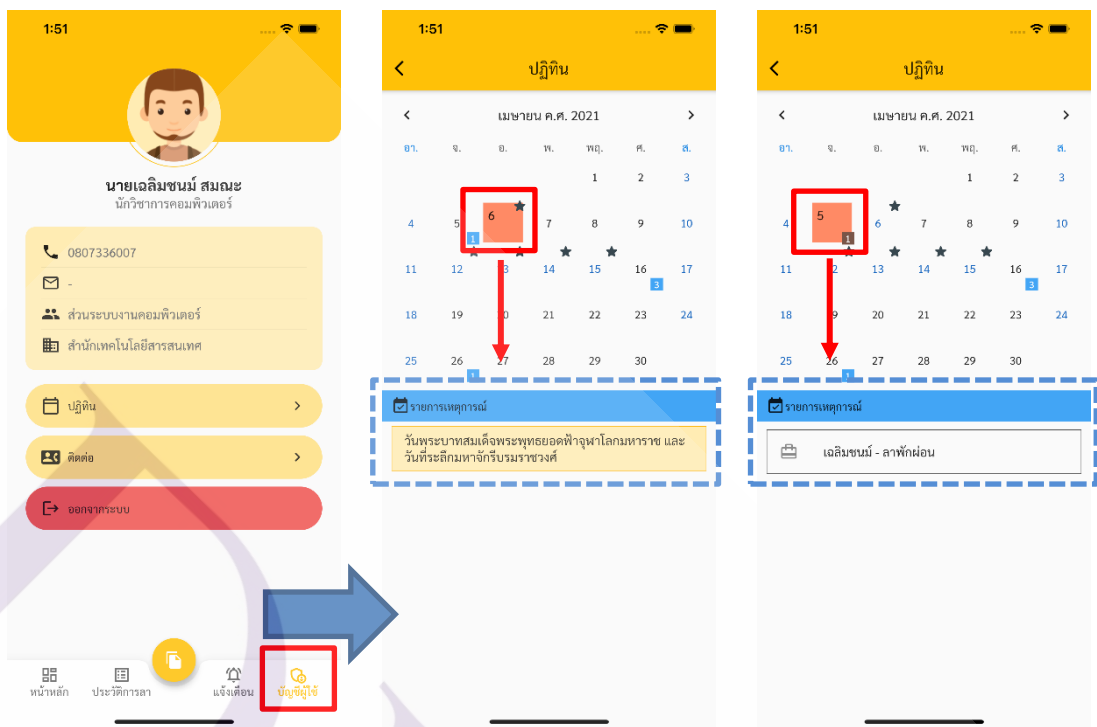 1:51
นายเฉลิมชนม์ สมณะ
นักวิชาการคอมพิวเตอร์
0807336007
-
ส่วนระบบงานคอมพิวเตอร์
สำนักเทคโนโลยีสารสนเทศ
ปฏิทิน
ติดต่อ
ออกจากระบบ
หน้าหลัก ประวัติการลา แจ้งเตือน บัญชีผู้ใช้
1:51
ปฏิทิน
เมษายน ค.ศ. 2021
อา. จ. อ. พ. พฤ. ศ. ส.
1 2 3
4 5 6 7 8 9 10
1
11 12 13 14 15 16 17
3
18 19 20 21 22 23 24
25 26 27 28 29 30
1
รายการเหตุการณ์
วันพระบาทสมเด็จพระพุทธยอดฟ้าจุฬาโลกมหาราช และ
วันที่ระลึกมหาจักรีบรมราชวงศ์
1:51
ปฏิทิน
เมษายน ค.ศ. 2021
อา. จ. อ. พ. พฤ. ศ. ส.
1 2 3
4 5 6 7 8 9 10
1
11 12 13 14 15 16 17
3
18 19 20 21 22 23 24
25 26 27 28 29 30
1
รายการเหตุการณ์
เฉลิมชนม์ - ลาพักผ่อน